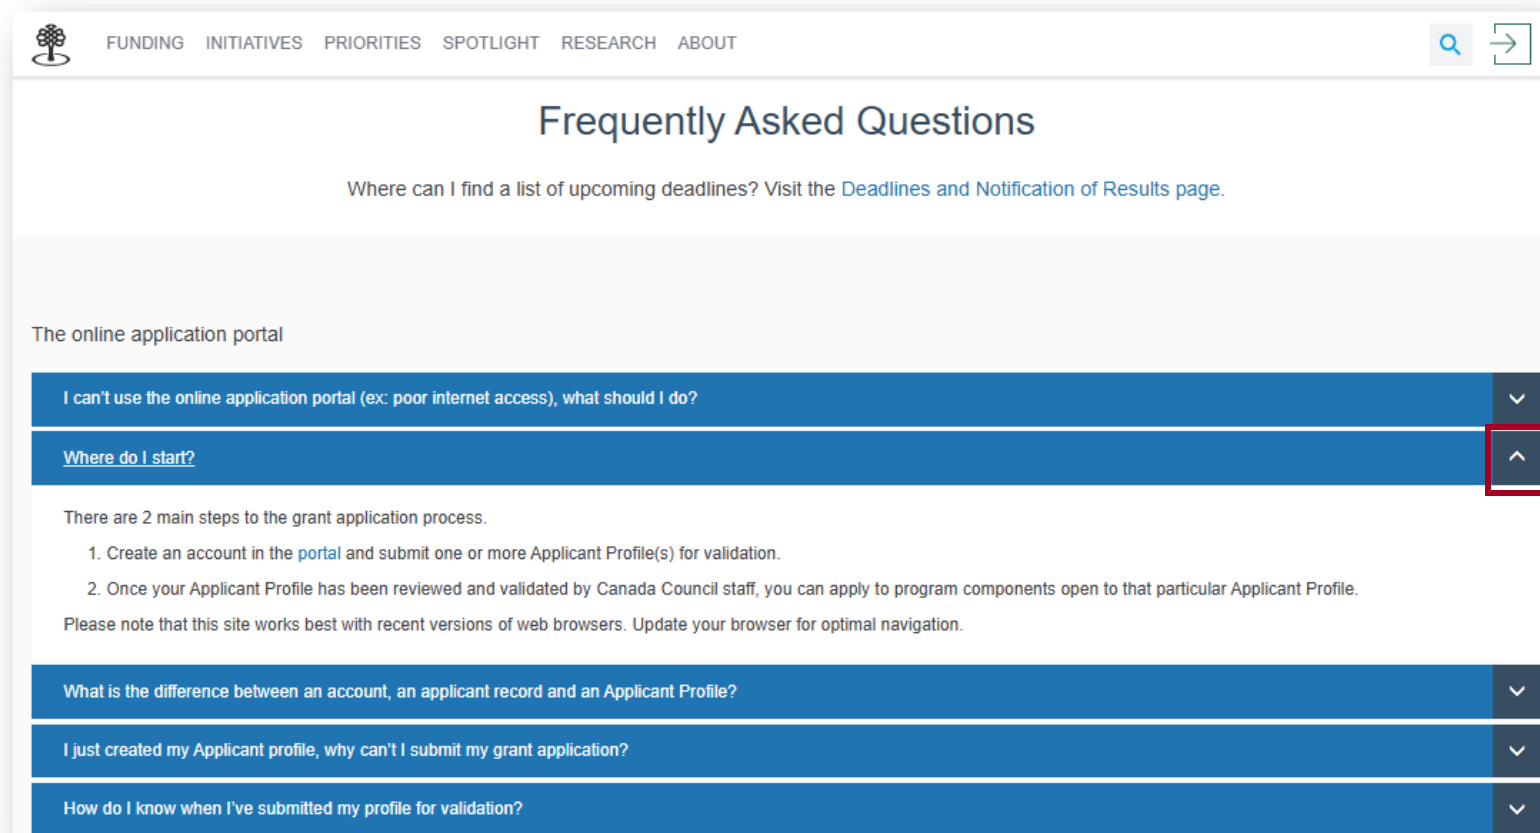 FUNDING INITIATIVES PRIORITIES SPOTLIGHT RESEARCH ABOUT
Frequently Asked Questions
Where can I find a list of upcoming deadlines? Visit the Deadlines and Notification of Results page.
The online application portal
I can't use the online application portal (ex: poor internet access), what should I do?
Where do I start?
There are 2 main steps to the grant application process.
1. Create an account in the portal and submit one or more Applicant Profile(s) for validation.
2. Once your Applicant Profile has been reviewed and validated by Canada Council staff, you can apply to program components open to that particular Applicant Profile.
Please note that this site works best with recent versions of web browsers. Update your browser for optimal navigation.
What is the difference between an account, an applicant record and an Applicant Profile?
I just created my Applicant profile, why can't I submit my grant application?
How do I know when I've submitted my profile for validation?